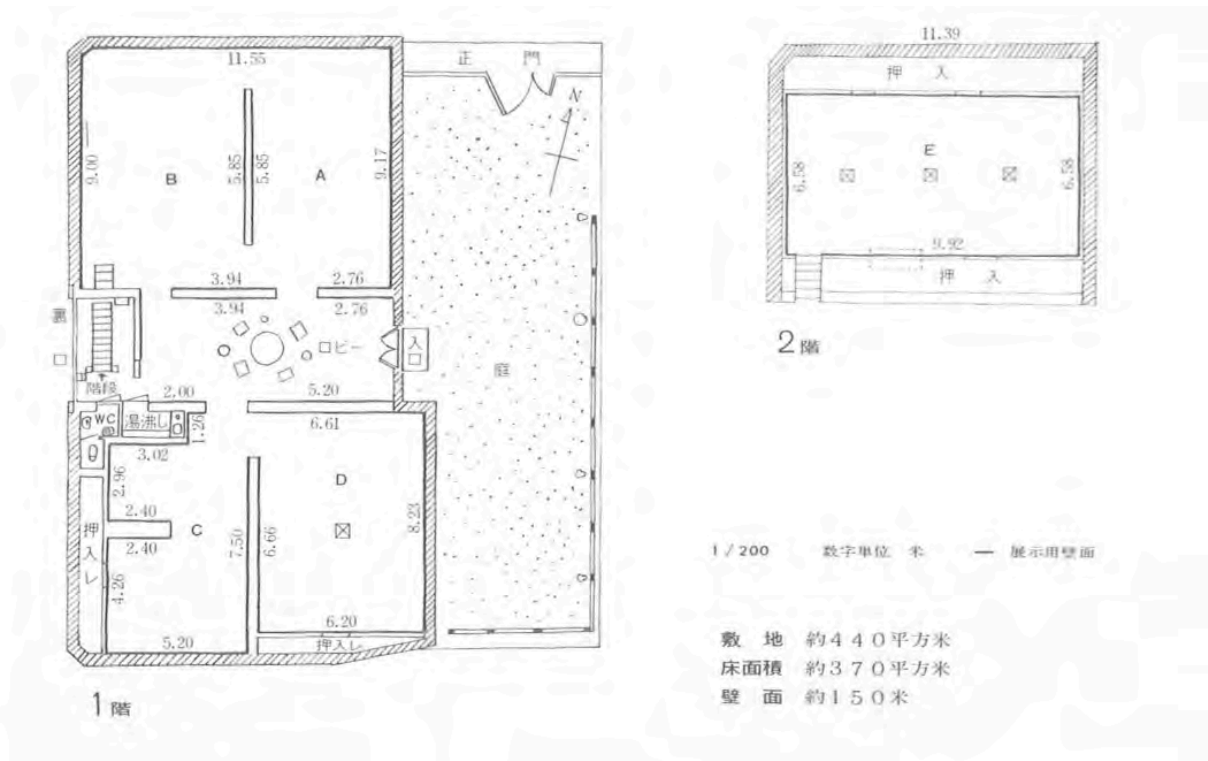 11.55
正 門
N
9.00
B
5.85
5.85
A
9.17
3.94
2.76
3.94
2.76
裏口
ロビー
入口
庭
階段
2.00
5.20
WC
湯沸し
1.26
6.61
3.02
2.96
D
2.40
押入レ
C
2.40
7.50
6.66
8.23
4.26
6.20
5.20
押入レ
1階
11.39
押 入
E
6.58
6.58
9.92
押 入
2階
1/200 数字単位 米 ー 展示用壁面
敷 地 約440平方米
床面積 約370平方米
壁 面 約150米